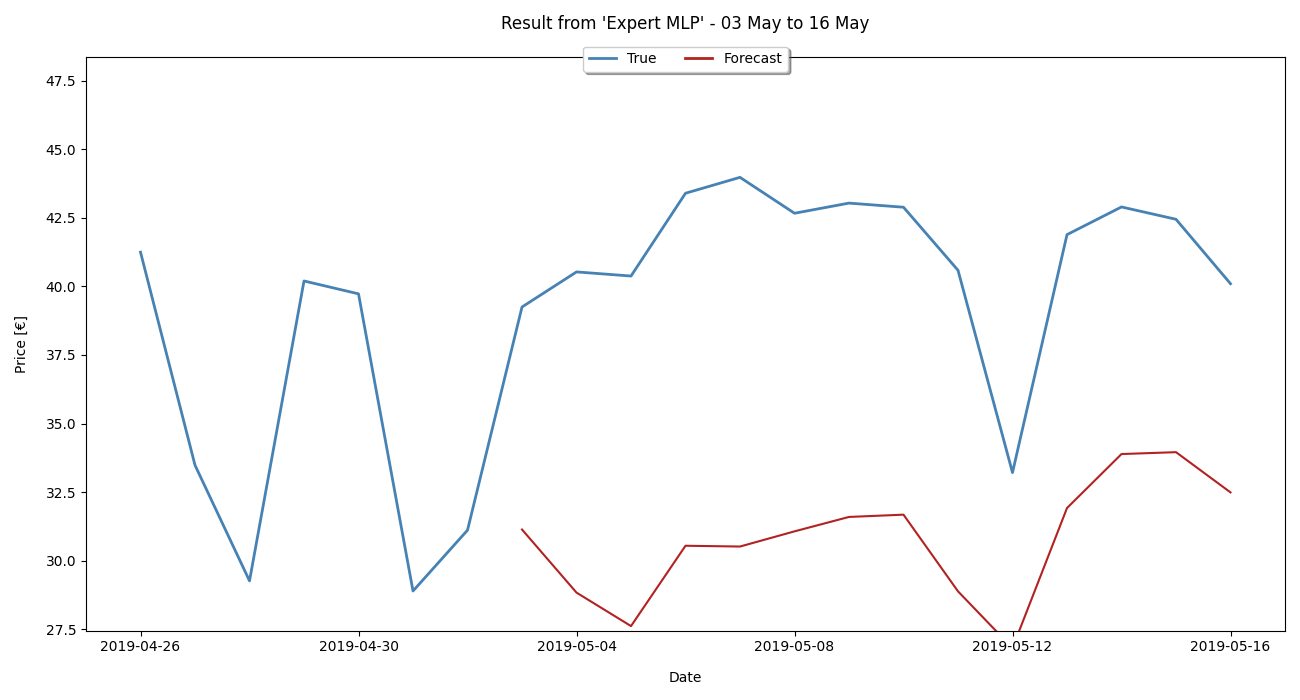 Result from 'Expert MLP' - 03 May to 16 May
True Forecast
47.5
45.0
42.5
40.0
37.5
35.0
32.5
30.0
27.5
Price [€]
2019-04-26 2019-04-30 2019-05-04 2019-05-08 2019-05-12 2019-05-16
Date